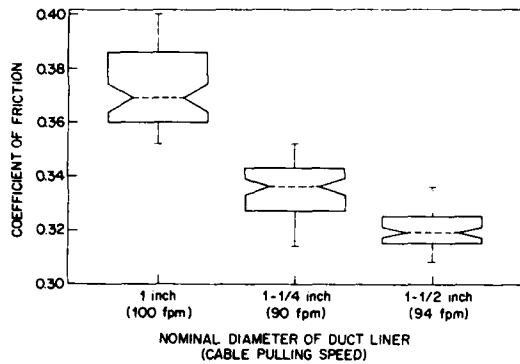 COEFFICIENT OF FRICTION
0.40
0.38
0.36
0.34
0.32
0.30
1 inch
(100 fpm)
1-1/4 inch
(90 fpm)
1-1/2 inch
(94 fpm)
NOMINAL DIAMETER OF DUCT LINER
(CABLE PULLING SPEED)